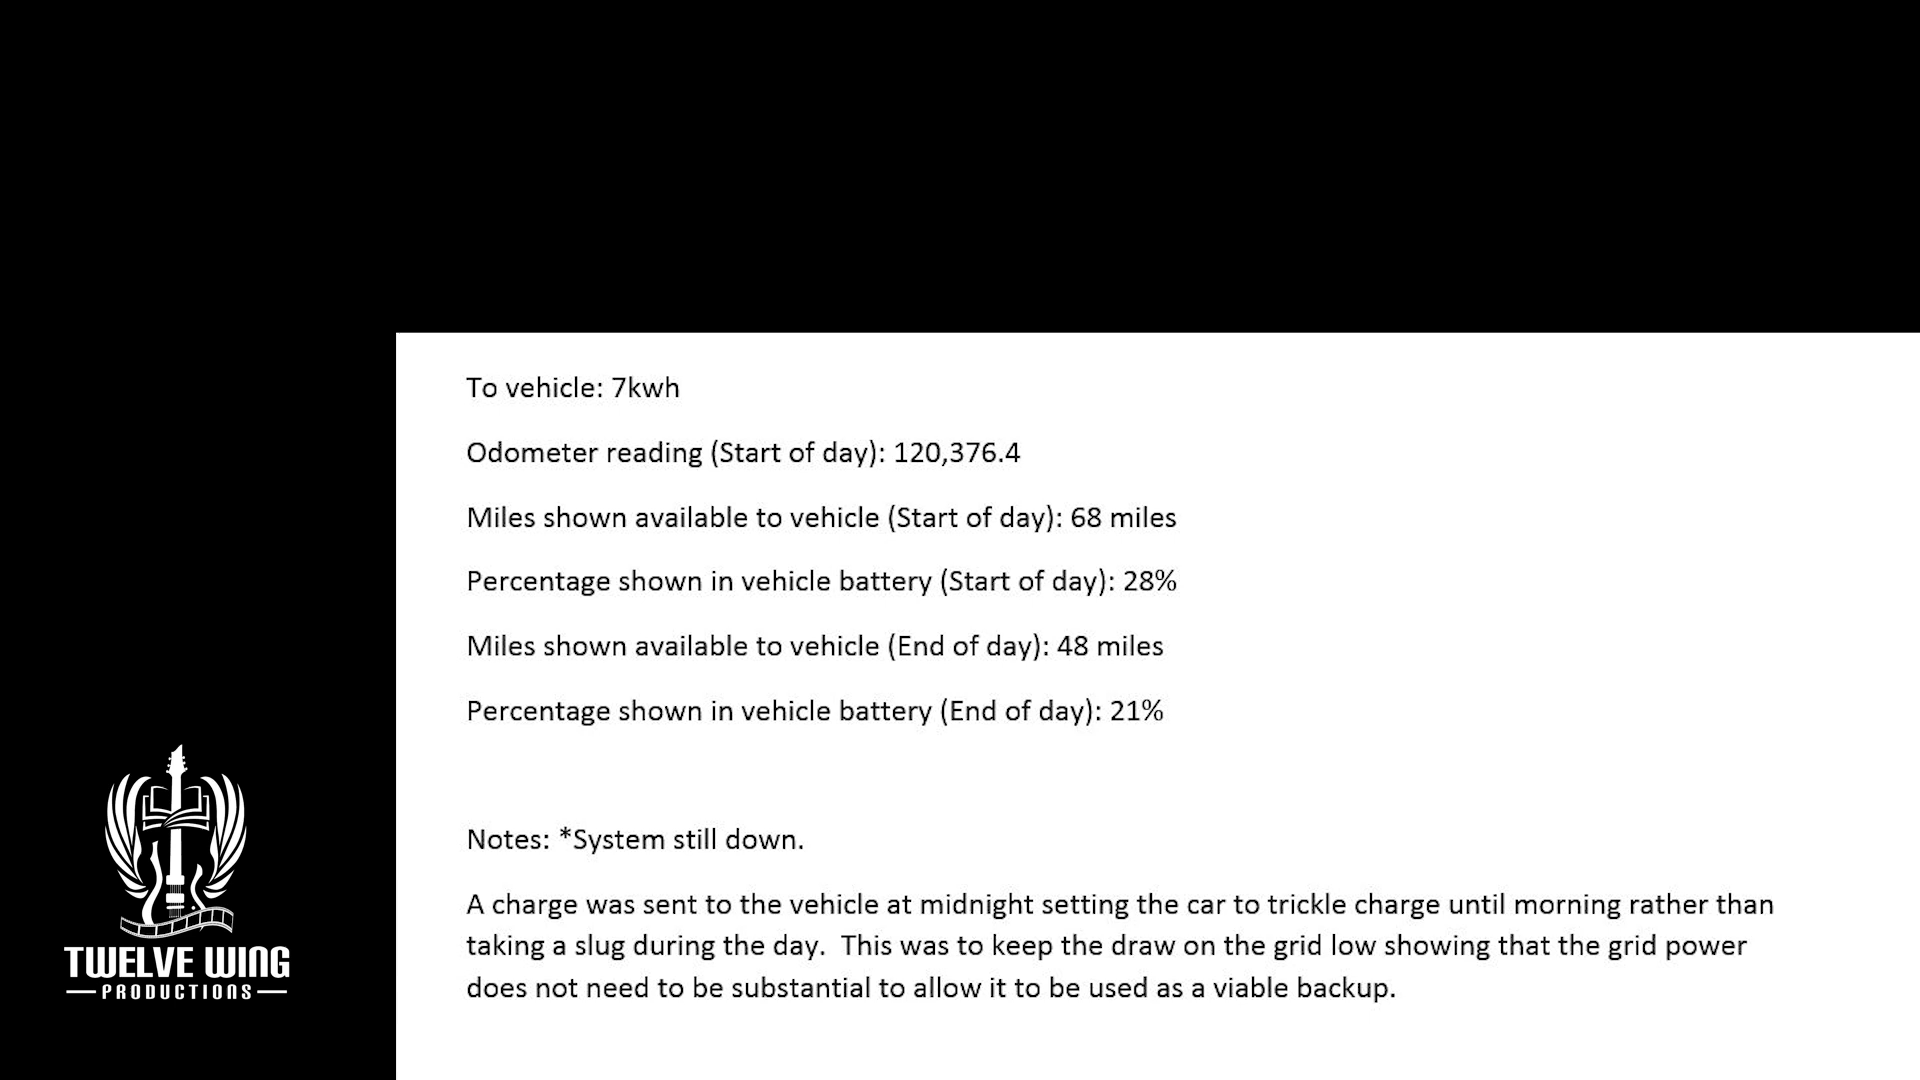 To vehicle: 7kwh
Odometer reading (Start of day): 120,376.4
Miles shown available to vehicle (Start of day): 68 miles
Percentage shown in vehicle battery (Start of day): 28%
Miles shown available to vehicle (End of day): 48 miles
Percentage shown in vehicle battery (End of day): 21%
Notes: *System still down.
A charge was sent to the vehicle at midnight setting the car to trickle charge until morning rather than
taking a slug during the day.  This was to keep the draw on the grid low showing that the grid power
does not need to be substantial to allow it to be used as a viable backup.
TWELVE WING
PRODUCTIONS